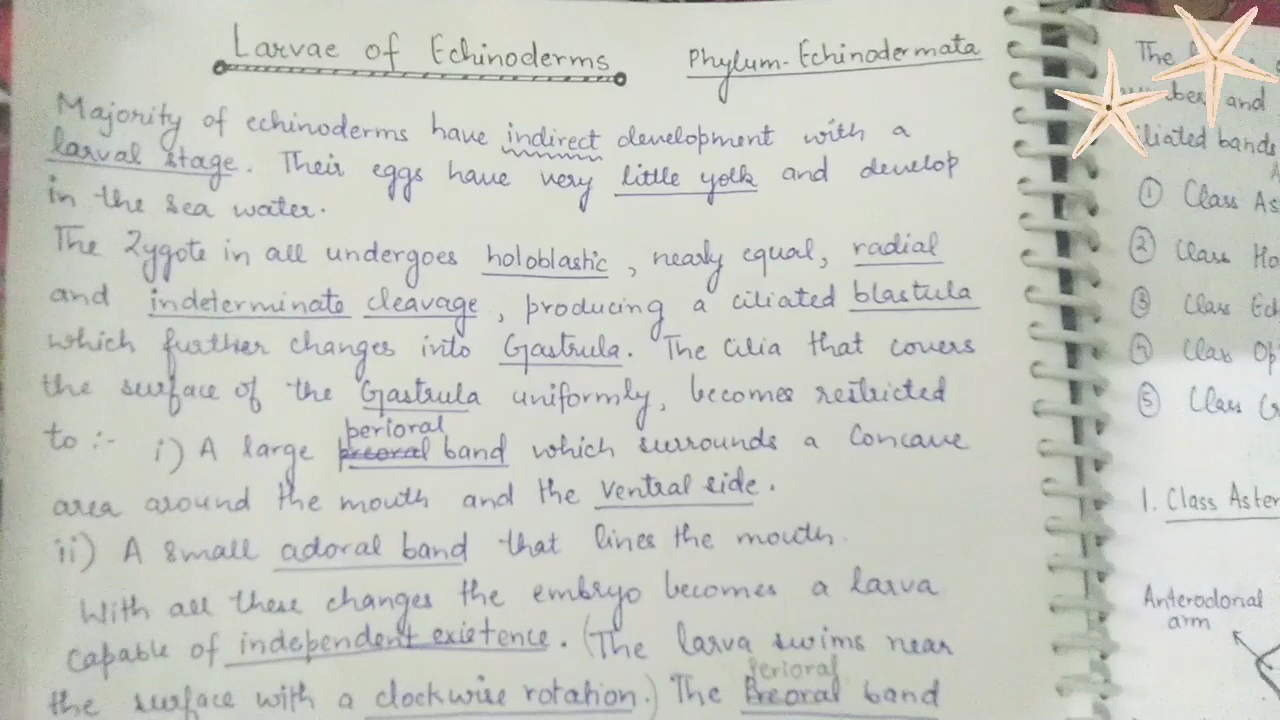 Larvae of Echinoderms
Phylum-Echinodermata
Majority of echinoderms have indirect development with a
larval stage. Their eggs have very little yolk and develop
in the sea water.
The Zygote in all undergoes holoblastic, nearly equal, radial
and indeterminate cleavage, producing a ciliated blastula
which further changes into Gastrula. The Cilia that covers
the surface of the Gastrula uniformly, becomes restricted
to :- i) A large perioral band which surrounds a Concave
area around the mouth and the ventral side.
ii) A small adoral band that lines the mouth.
With all these changes the embryo becomes a larva
capable of independent existence. (The larva swims near
the surface with a clockwise rotation.) The Perioral band
The
and
bands
① Class As
② Class Ho
③ Class Ech
④ Class Op
⑤ Class Cr
1. Class Aster
Anterodorsal
arm